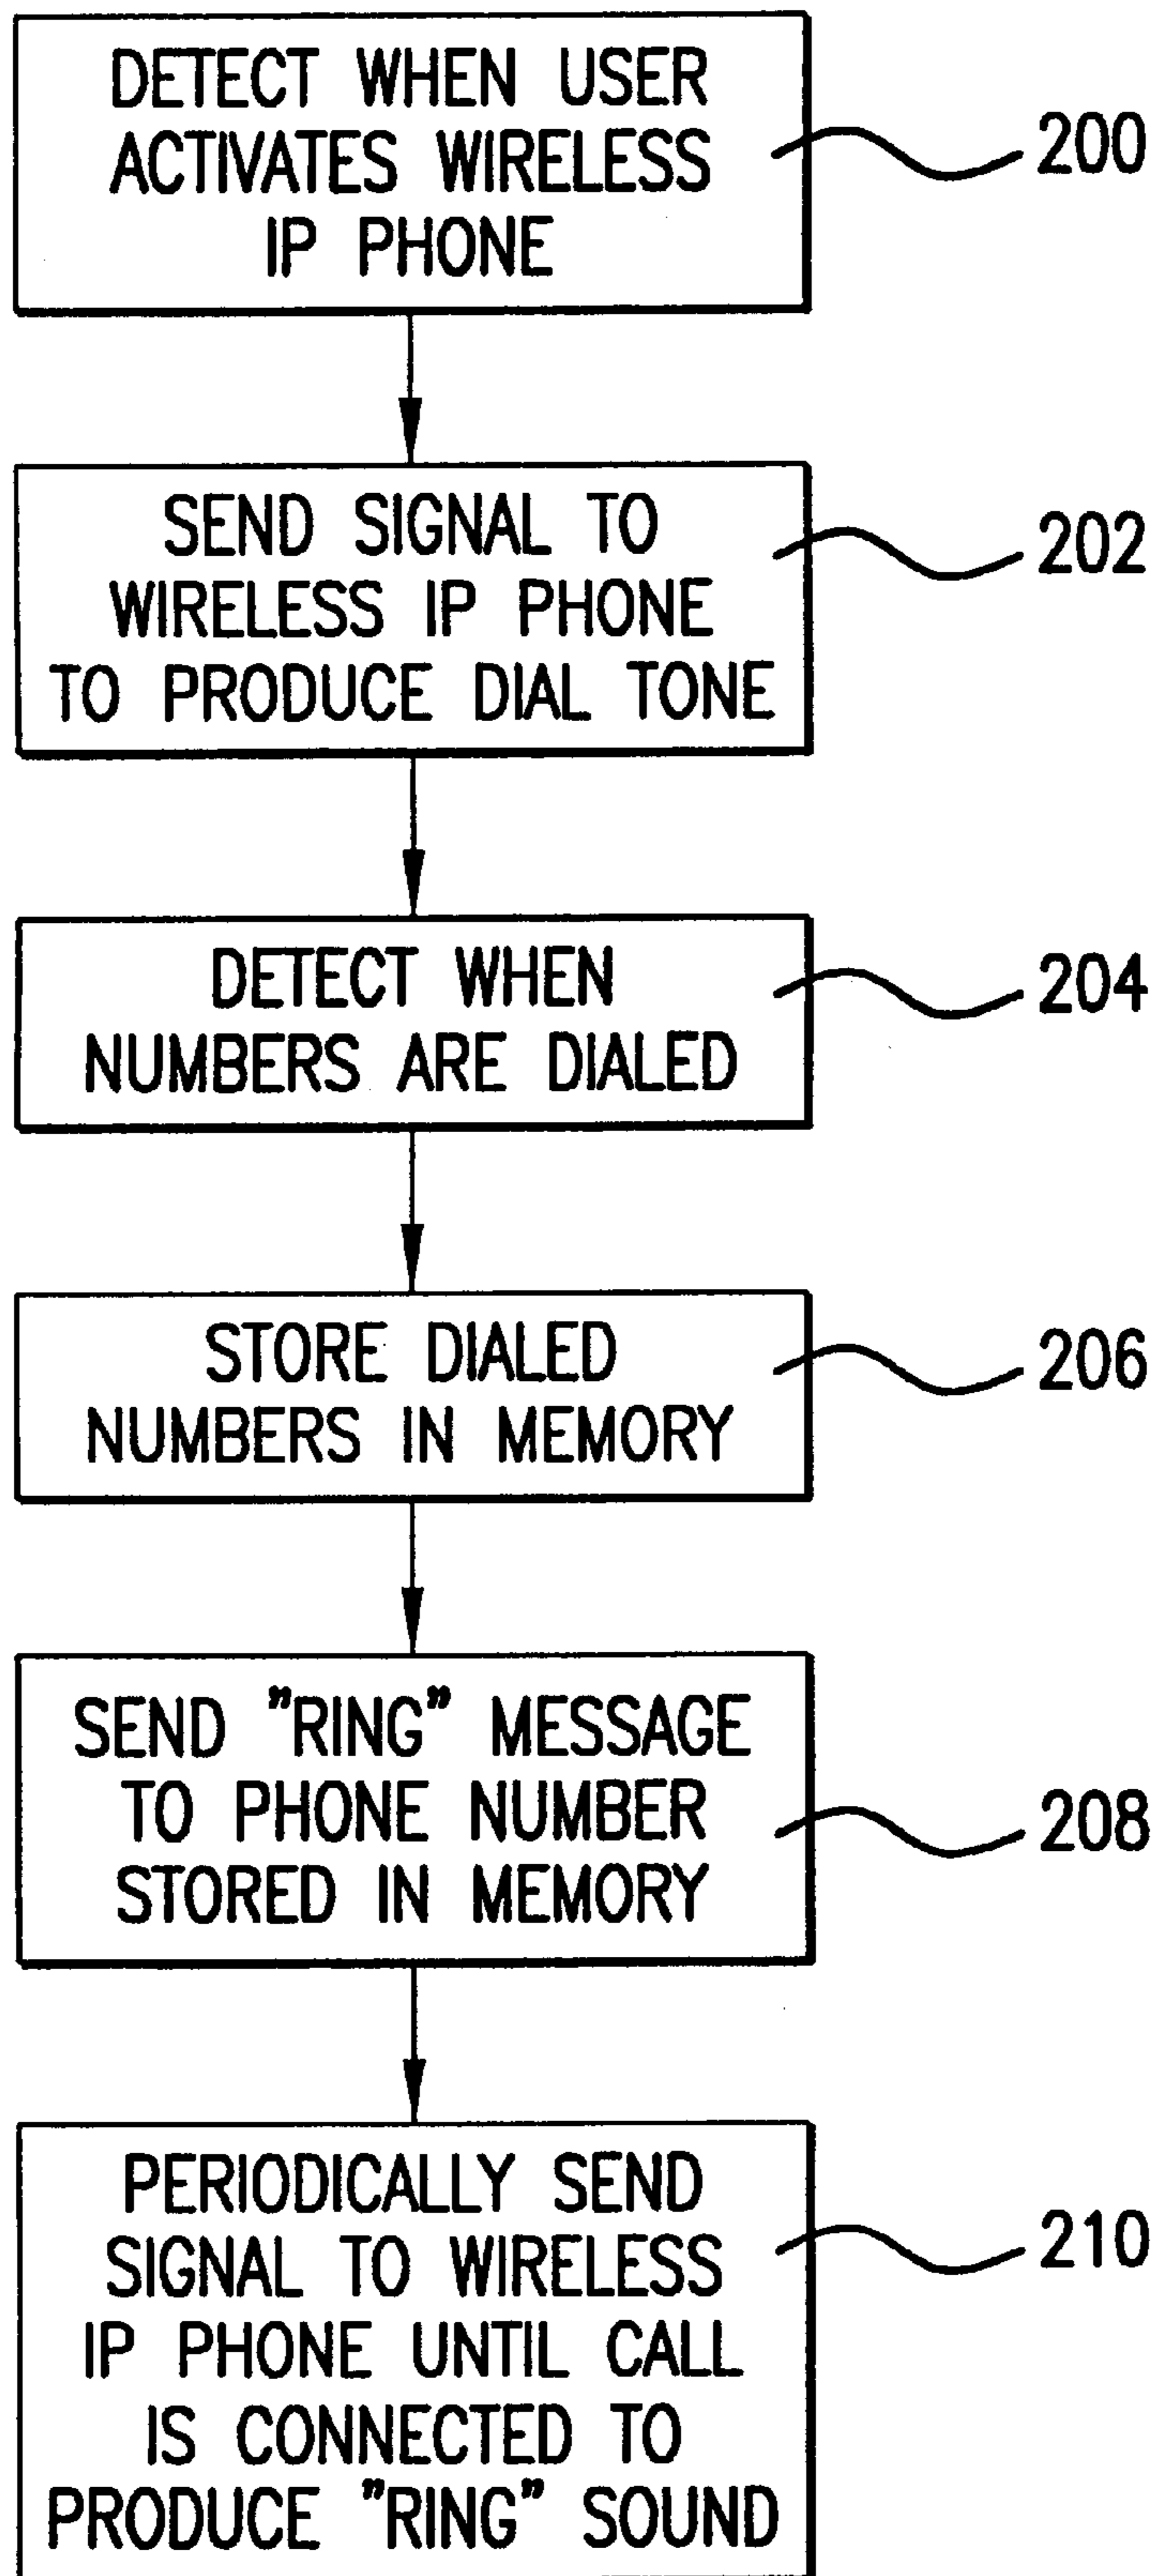 DETECT WHEN USER
ACTIVATES WIRELESS
IP PHONE
200
SEND SIGNAL TO
WIRELESS IP PHONE
TO PRODUCE DIAL TONE
202
DETECT WHEN
NUMBERS ARE DIALED
204
STORE DIALED
NUMBERS IN MEMORY
206
SEND "RING" MESSAGE
TO PHONE NUMBER
STORED IN MEMORY
208
PERIODICALLY SEND
SIGNAL TO WIRELESS
IP PHONE UNTIL CALL
IS CONNECTED TO
PRODUCE "RING" SOUND
210